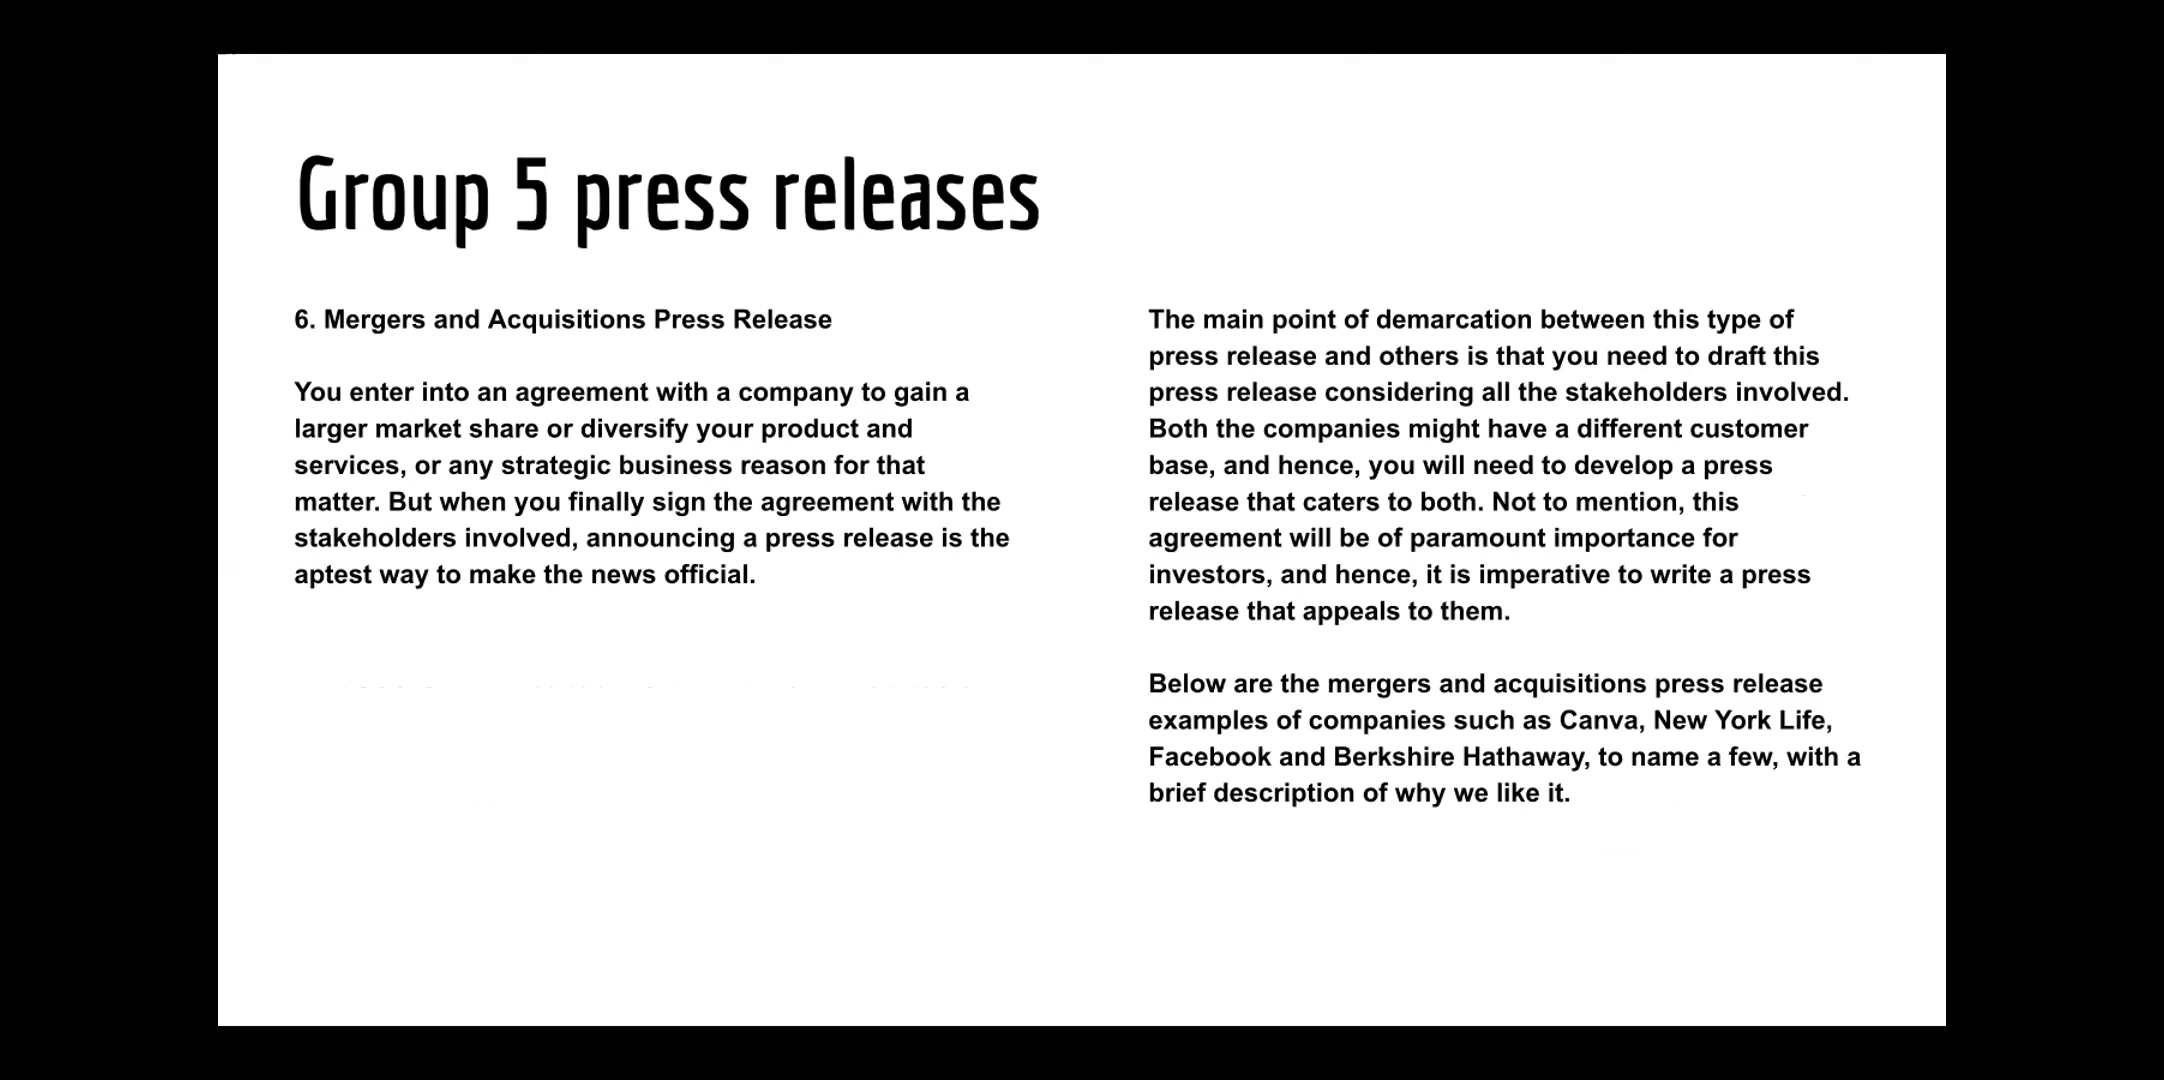 Group 5 press releases
6. Mergers and Acquisitions Press Release
You enter into an agreement with a company to gain a
larger market share or diversify your product and
services, or any strategic business reason for that
matter. But when you finally sign the agreement with the
stakeholders involved, announcing a press release is the
aptest way to make the news official.
The main point of demarcation between this type of
press release and others is that you need to draft this
press release considering all the stakeholders involved.
Both the companies might have a different customer
base, and hence, you will need to develop a press
release that caters to both. Not to mention, this
agreement will be of paramount importance for
investors, and hence, it is imperative to write a press
release that appeals to them.
Below are the mergers and acquisitions press release
examples of companies such as Canva, New York Life,
Facebook and Berkshire Hathaway, to name a few, with a
brief description of why we like it.